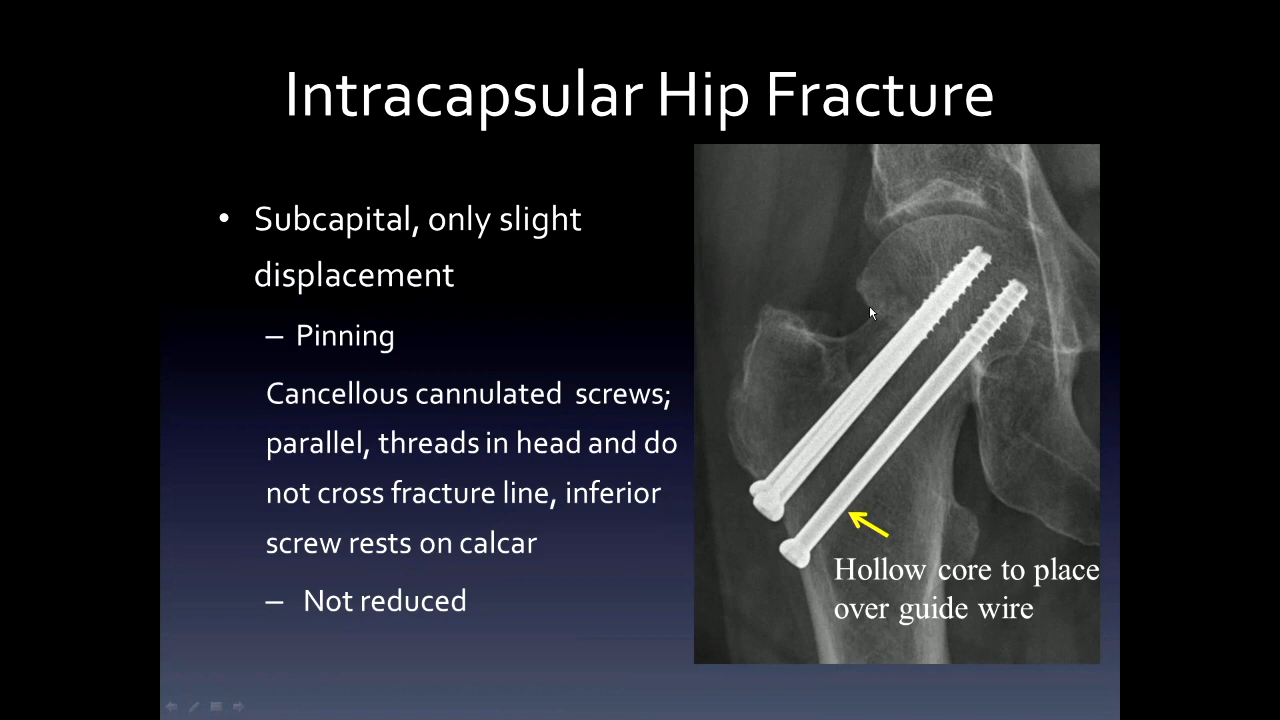 Intracapsular Hip Fracture
• Subcapital, only slight
displacement
– Pinning
Cancellous cannulated screws;
parallel, threads in head and do
not cross fracture line, inferior
screw rests on calcar
– Not reduced
Hollow core to place
over guide wire